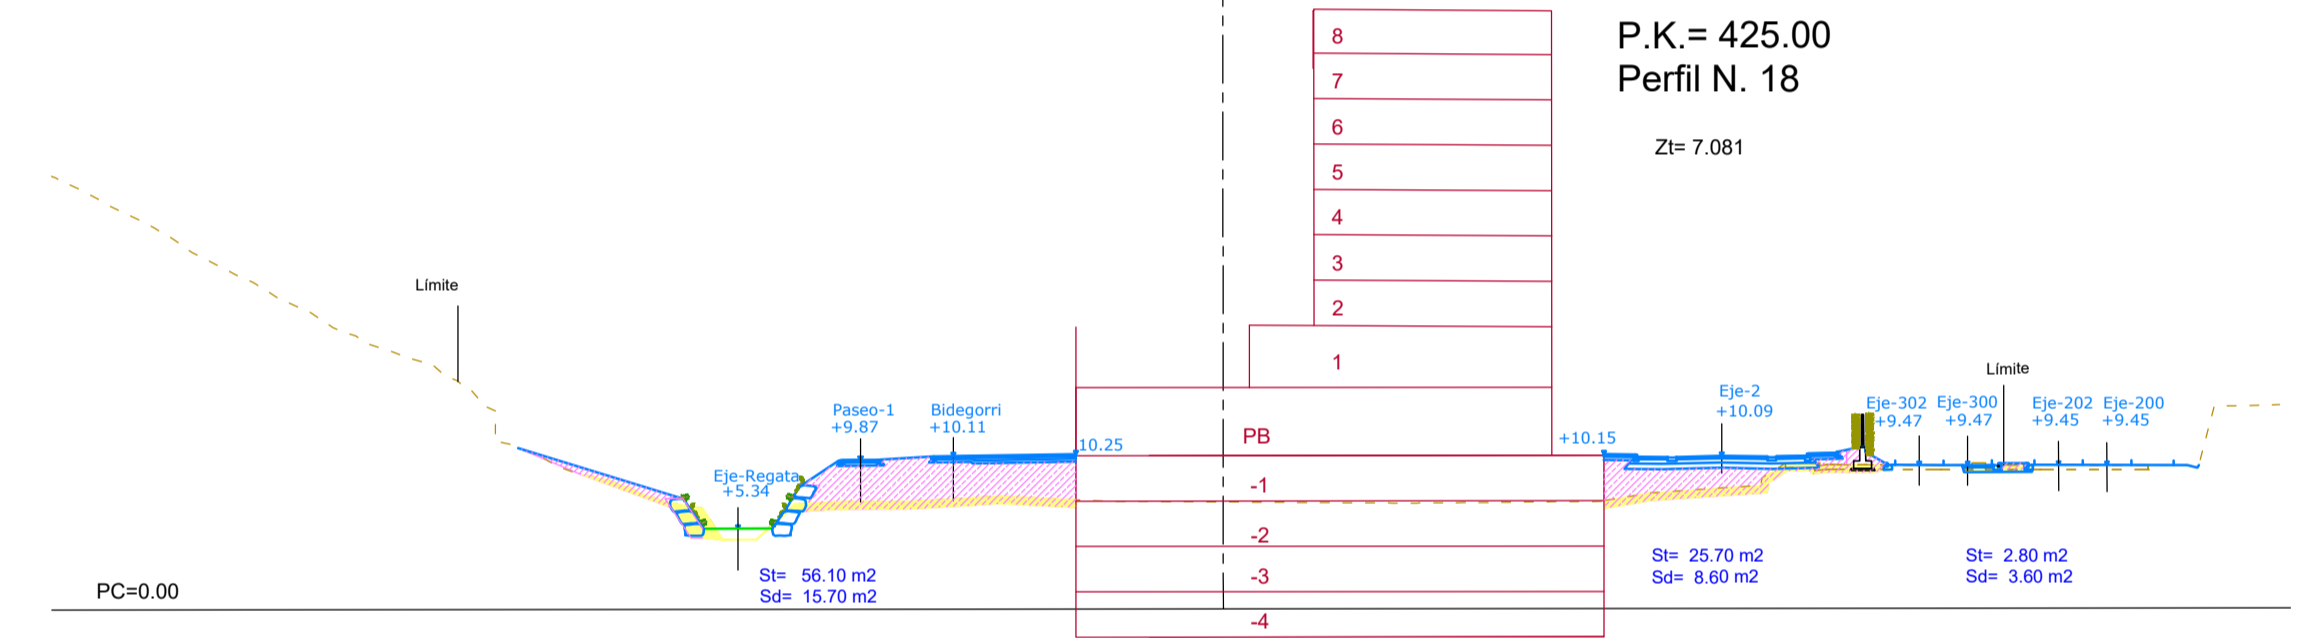 P.K.= 425.00
Perfil N. 18
Zt= 7.081
8
7
6
5
4
3
2
1
PB
-1
-2
-3
-4
Límite
Eje-Regata
+5.34
Paseo-1
+9.87
Bidegorri
+10.11
10.25
+10.15
Eje-2
+10.09
Eje-302
+9.47
Eje-300
+9.47
Límite
Eje-202
+9.45
Eje-200
+9.45
St= 56.10 m2
Sd= 15.70 m2
St= 25.70 m2
Sd= 8.60 m2
St= 2.80 m2
Sd= 3.60 m2
PC=0.00